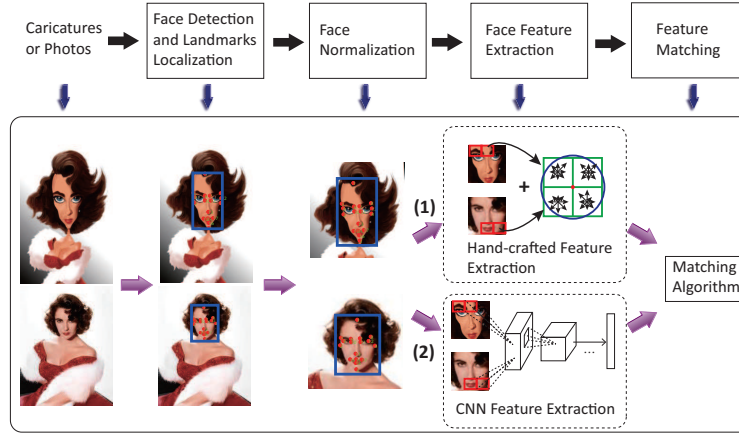 Caricatures
or Photos
Face Detection
and Landmarks
Localization
Face
Normalization
Face Feature
Extraction
Feature
Matching
(1)
+
Hand-crafted Feature
Extraction
Matching
Algorithm
(2)
...
CNN Feature Extraction